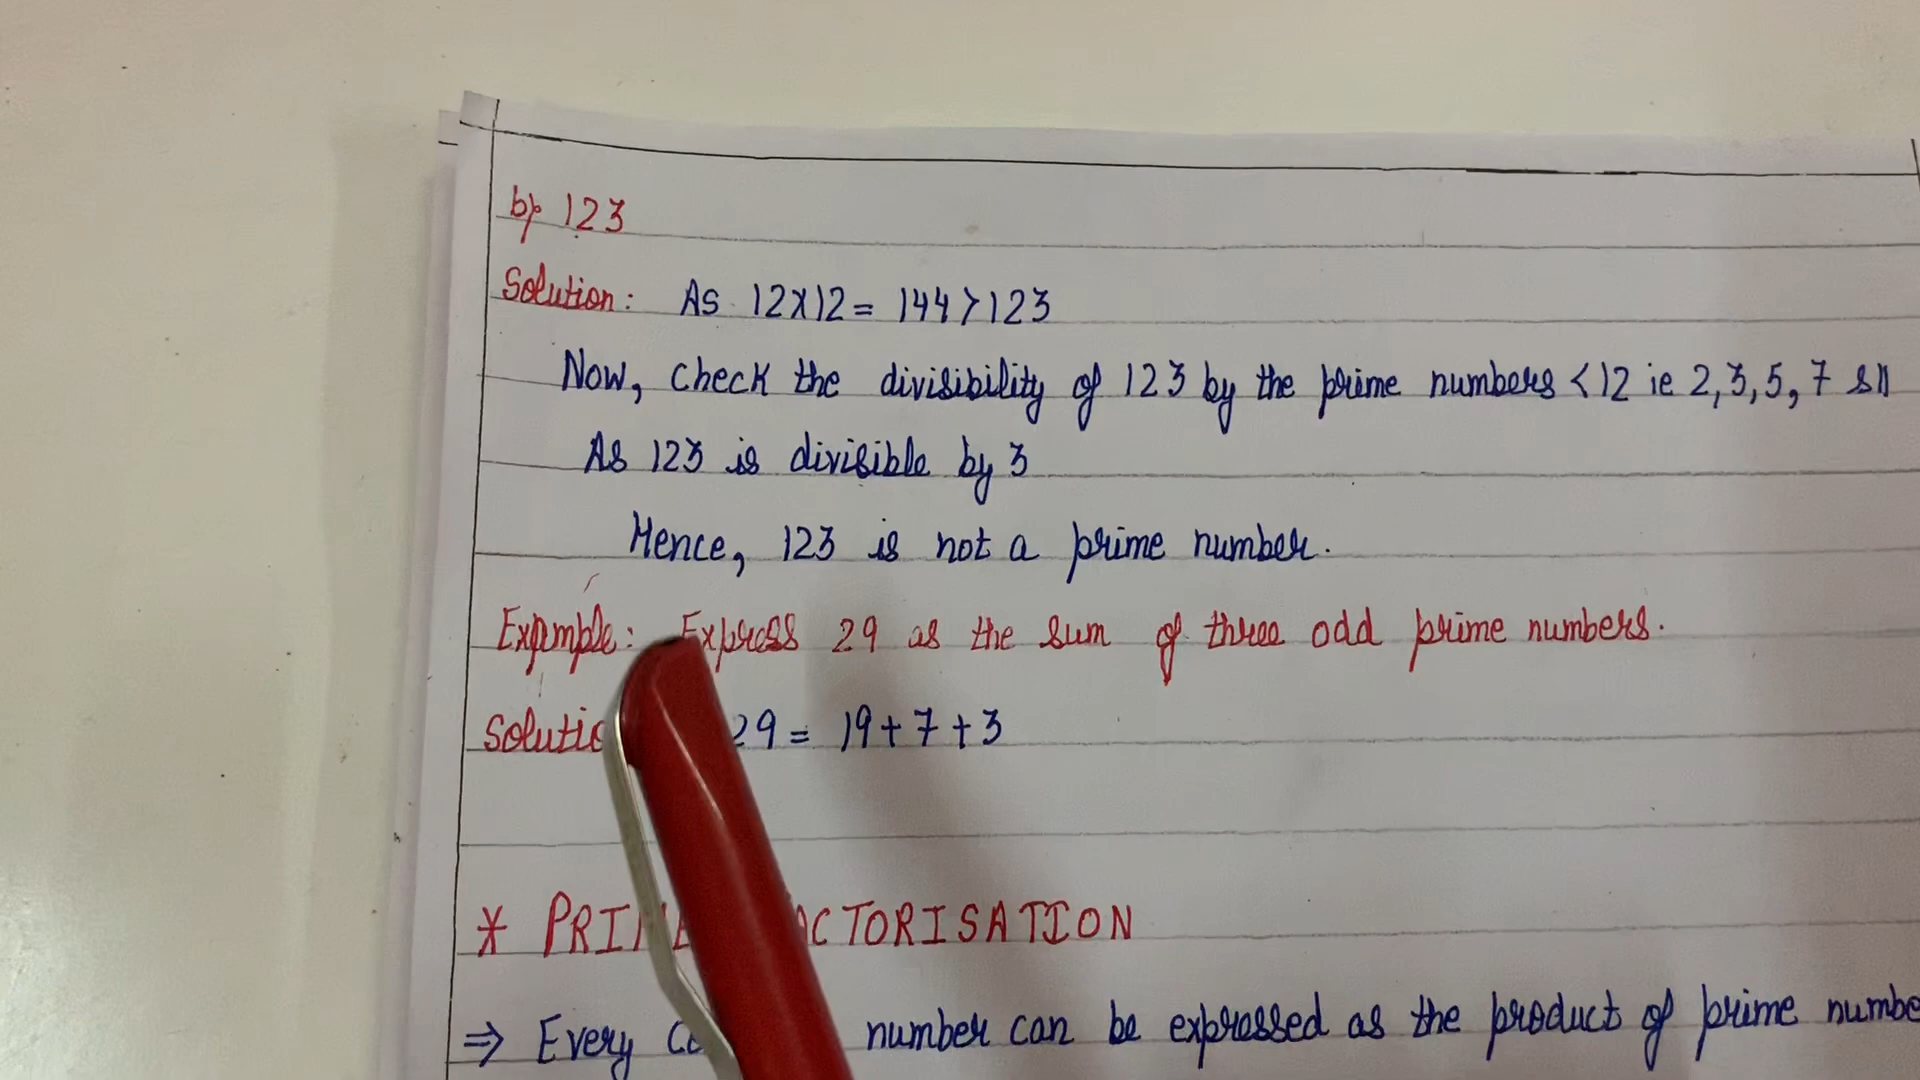 b) 123
Solution: As 12x12 = 144 > 123
Now, check the divisibility of 123 by the prime numbers < 12 ie 2, 3, 5, 7 & 11
As 123 is divisible by 3
Hence, 123 is not a prime number.
Example: Express 29 as the sum of three odd prime numbers.
29 = 19 + 7 + 3
* CTORISATION
⇒ Every number can be expressed as the product of prime